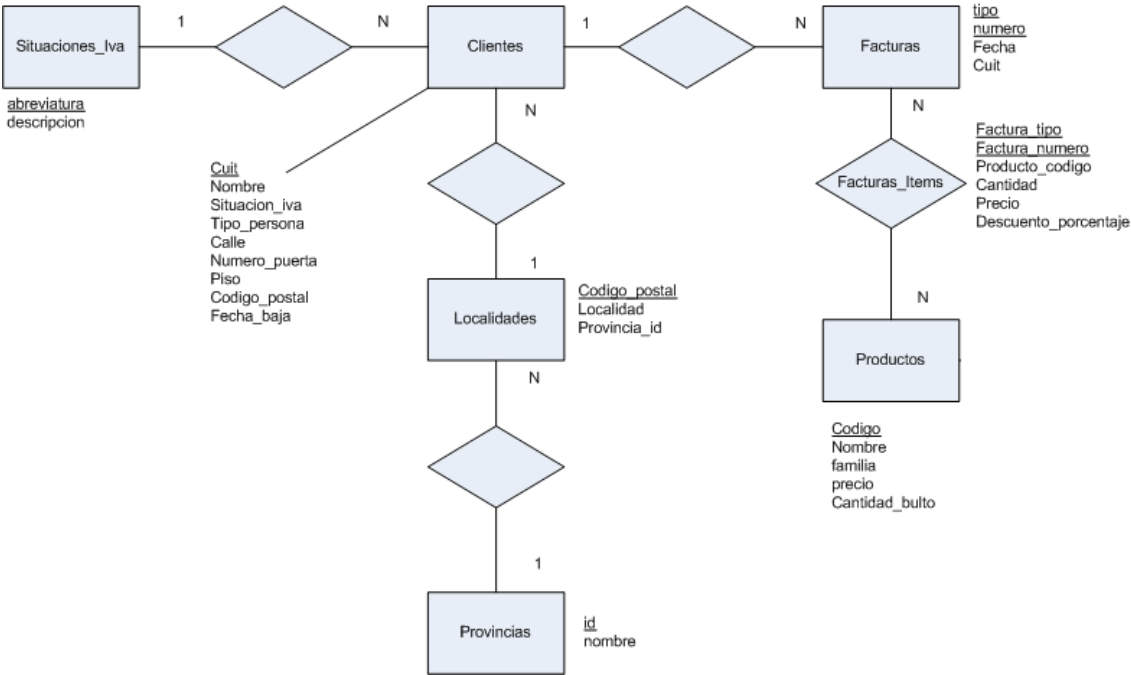 1
N
1
N
Situaciones_Iva
Clientes
Facturas
tipo
numero
Fecha
Cuit
abreviatura
descripcion
N
N
Cuit
Nombre
Situacion_iva
Tipo_persona
Calle
Numero_puerta
Piso
Codigo_postal
Fecha_baja
Facturas_Items
Factura_tipo
Factura_numero
Producto_codigo
Cantidad
Precio
Descuento_porcentaje
1
N
Localidades
Codigo_postal
Localidad
Provincia_id
Productos
N
Codigo
Nombre
familia
precio
Cantidad_bulto
1
Provincias
id
nombre